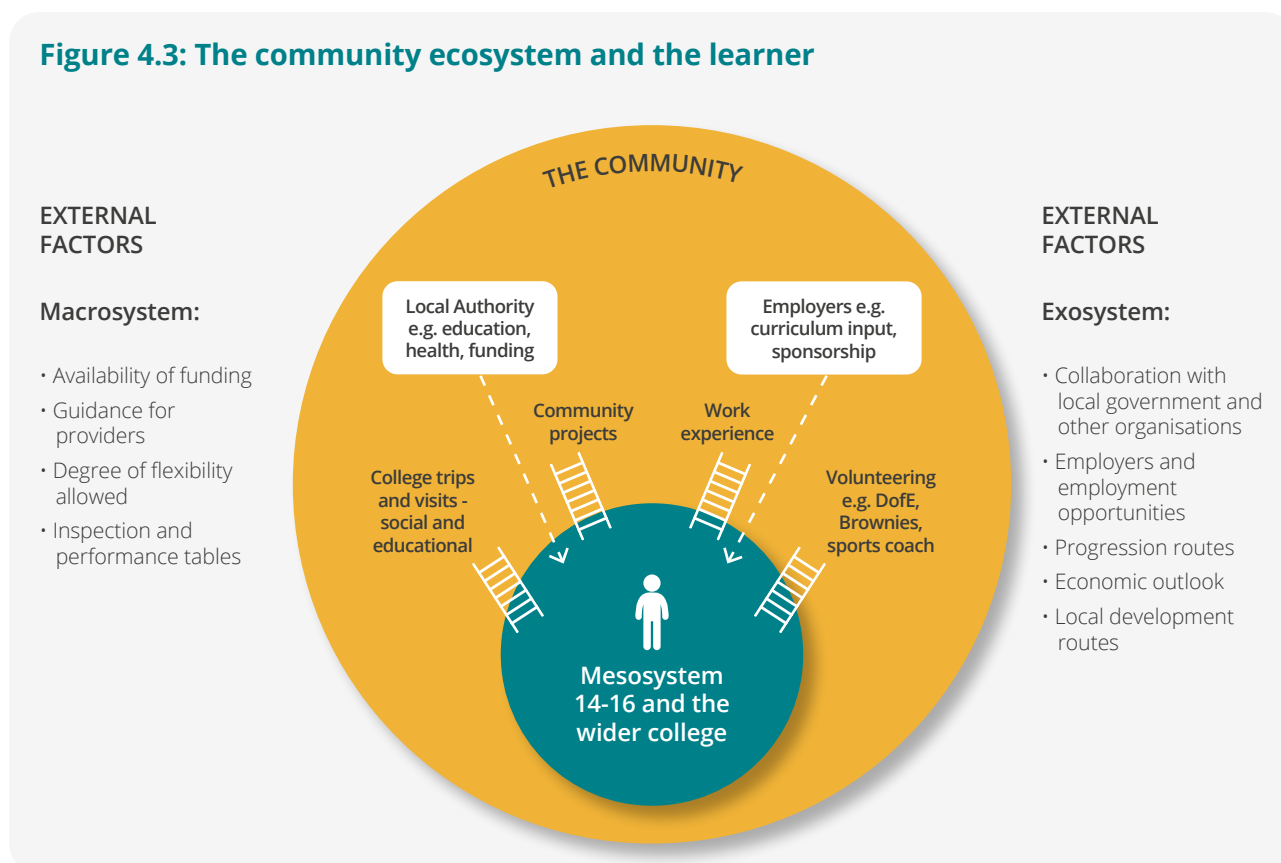 Figure 4.3: The community ecosystem and the learner
THE COMMUNITY
EXTERNAL
FACTORS
Macrosystem:
• Availability of funding
• Guidance for
providers
• Degree of flexibility
allowed
• Inspection and
performance tables
Local Authority
e.g. education,
health, funding
Employers e.g.
curriculum input,
sponsorship
Community
projects
Work
experience
College trips
and visits -
social and
educational
Volunteering
e.g. DofE,
Brownies,
sports coach
Mesosystem
14-16 and the
wider college
EXTERNAL
FACTORS
Exosystem:
• Collaboration with
local government and
other organisations
• Employers and
employment
opportunities
• Progression routes
• Economic outlook
• Local development
routes